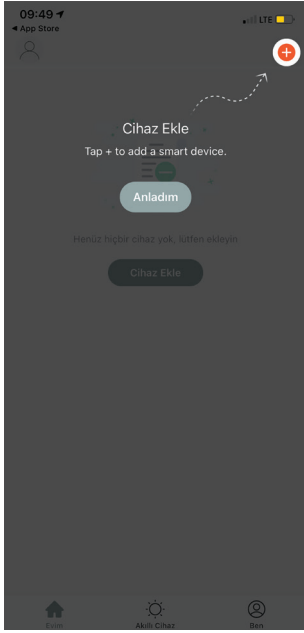 09:49
◀ App Store
LTE
Cihaz Ekle
Tap + to add a smart device.
Anladım
Henüz hiçbir cihaz yok, lütfen ekleyin
Cihaz Ekle
Evim
Akıllı Cihaz
Ben